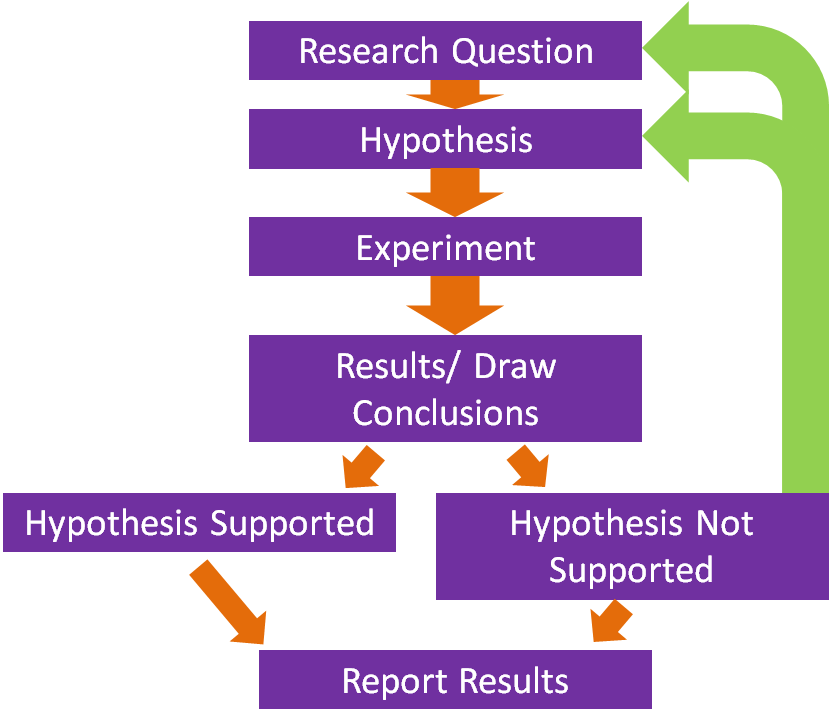 Research Question
Hypothesis
Experiment
Results/ Draw
Conclusions
Hypothesis Supported
Hypothesis Not
Supported
Report Results